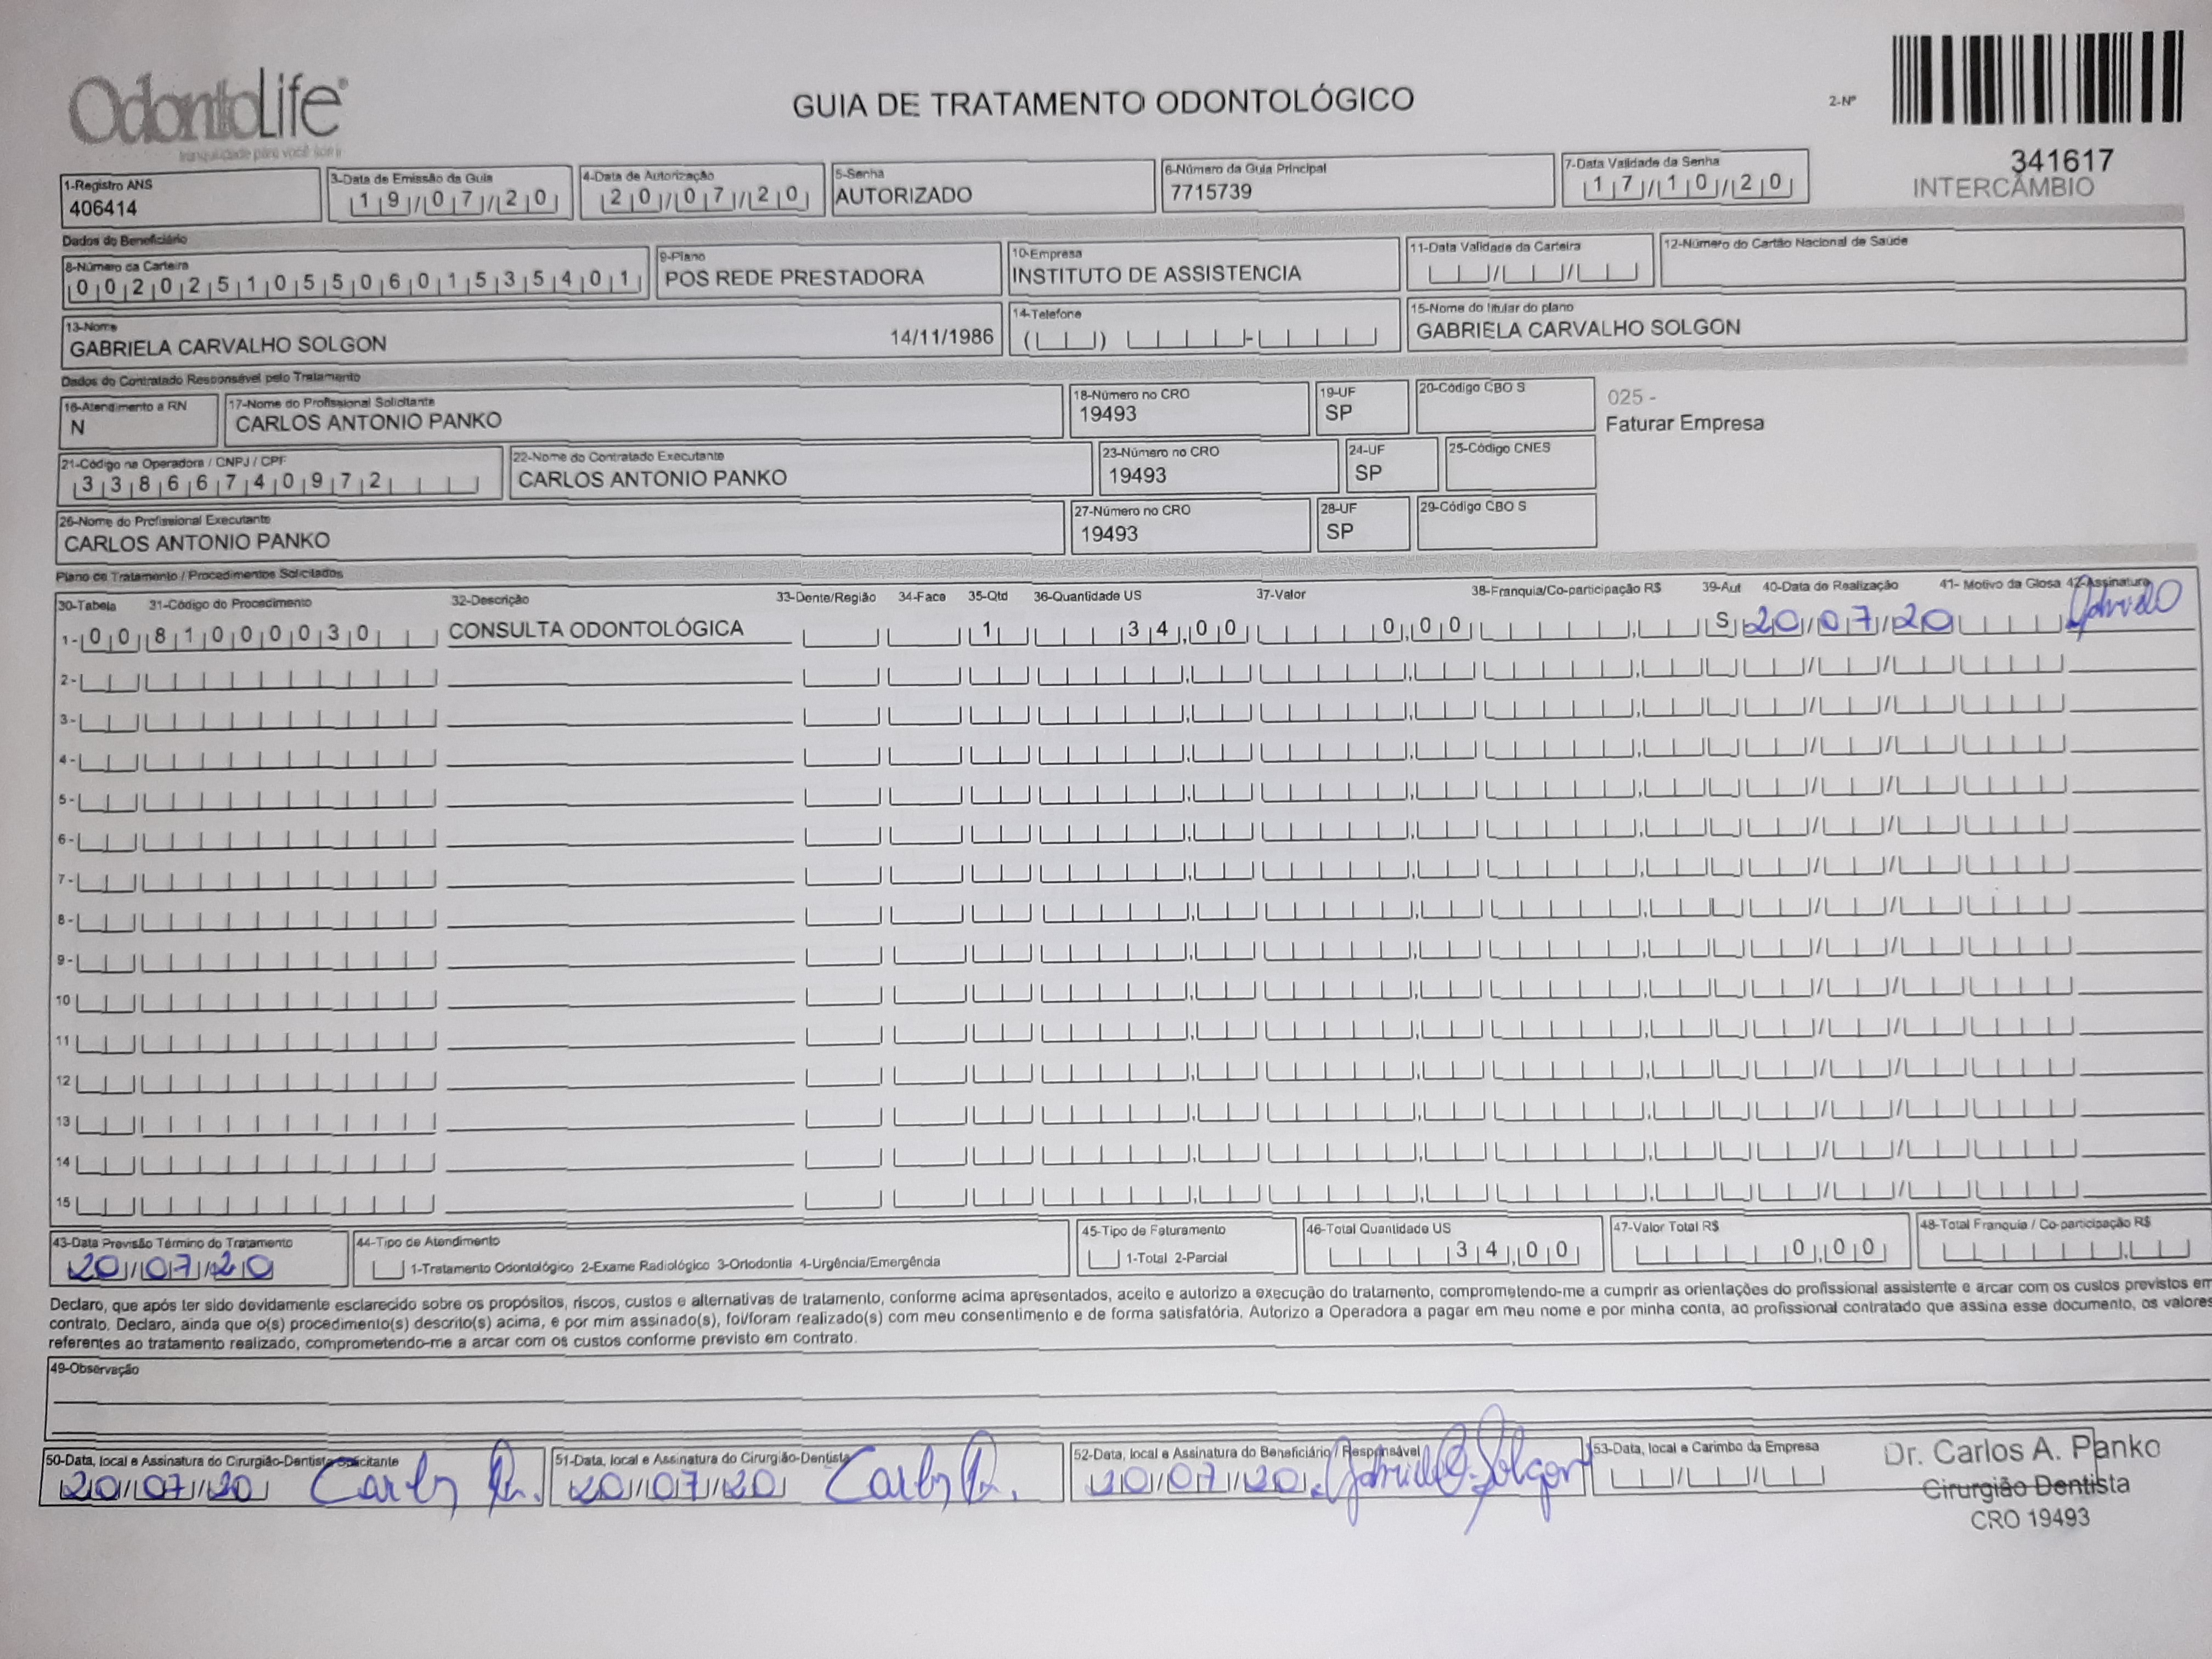 OdontoLife®
tranquilidade para você sorrir
GUIA DE TRATAMENTO ODONTOLÓGICO
2-Nº
341617
INTERCÂMBIO
1-Registro ANS
406414
3-Data de Emissão da Guia
19/07/20
4-Data de Autorização
20/07/20
5-Senha
AUTORIZADO
6-Número da Guia Principal
7715739
7-Data Validade da Senha
17/10/20
Dados do Beneficiário
8-Número da Carteira
00202510550601535401
9-Plano
POS REDE PRESTADORA
10-Empresa
INSTITUTO DE ASSISTENCIA
11-Data Validade da Carteira
12-Número do Cartão Nacional de Saúde
13-Nome
GABRIELA CARVALHO SOLGON 14/11/1986
14-Telefone
15-Nome do titular do plano
GABRIELA CARVALHO SOLGON
Dados do Contratado Responsável pelo Tratamento
16-Atendimento a RN
N
17-Nome do Profissional Solicitante
CARLOS ANTONIO PANKO
18-Número no CRO
19493
19-UF
SP
20-Código CBO S
025 -
Faturar Empresa
21-Código na Operadora / CNPJ / CPF
33866740972
22-Nome do Contratado Executante
CARLOS ANTONIO PANKO
23-Número no CRO
19493
24-UF
SP
25-Código CNES
26-Nome do Profissional Executante
CARLOS ANTONIO PANKO
27-Número no CRO
19493
28-UF
SP
29-Código CBO S
Plano de Tratamento / Procedimentos Solicitados
30-Tabela 31-Código do Procedimento 32-Descrição 33-Dente/Região 34-Face 35-Qtd 36-Quantidade US 37-Valor 38-Franquia/Co-participação R$ 39-Aut 40-Data de Realização 41- Motivo da Glosa 42-Assinatura
1- 00 81000030 CONSULTA ODONTOLÓGICA 1 34,00 0,00 S 20/07/20
2-
3-
4-
5-
6-
7-
8-
9-
10
11
12
13
14
15
43-Data Previsão Término do Tratamento
20/07/20
44-Tipo de Atendimento
1-Tratamento Odontológico 2-Exame Radiológico 3-Ortodontia 4-Urgência/Emergência
45-Tipo de Faturamento
1-Total 2-Parcial
46-Total Quantidade US
34,00
47-Valor Total R$
0,00
48-Total Franquia / Co-participação R$
Declaro, que após ter sido devidamente esclarecido sobre os propósitos, riscos, custos e alternativas de tratamento, conforme acima apresentados, aceito e autorizo a execução do tratamento, comprometendo-me a cumprir as orientações do profissional assistente e arcar com os custos previstos em
contrato. Declaro, ainda que o(s) procedimento(s) descrito(s) acima, e por mim assinado(s), foi/foram realizado(s) com meu consentimento e de forma satisfatória. Autorizo a Operadora a pagar em meu nome e por minha conta, ao profissional contratado que assina esse documento, os valores
referentes ao tratamento realizado, comprometendo-me a arcar com os custos conforme previsto em contrato.
49-Observação
50-Data, local e Assinatura do Cirurgião-Dentista Solicitante
20/07/20
51-Data, local e Assinatura do Cirurgião-Dentista
20/07/20
52-Data, local e Assinatura do Beneficiário / Responsável
20/07/20
53-Data, local e Carimbo da Empresa
Dr. Carlos A. Panko
Cirurgião Dentista
CRO 19493